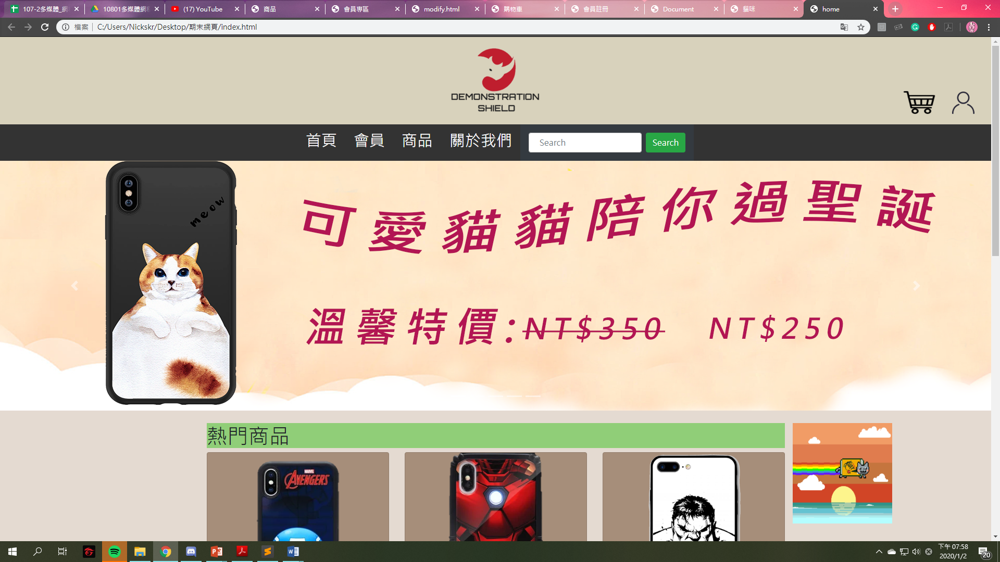 107-2多媒體_網
10801多媒體網
(17) YouTube
商品
會員專區
modify.html
購物車
會員註冊
Document
貓咪
home
檔案
C:/Users/Nickskr/Desktop/期末網頁/index.html
DEMONSTRATION
SHIELD
首頁
會員
商品
關於我們
Search
Search
meow
可愛貓貓陪你過聖誕
溫馨特價:NT$350 NT$250
熱門商品
MARVEL
AVENGERS
下午 07:58
2020/1/2
20